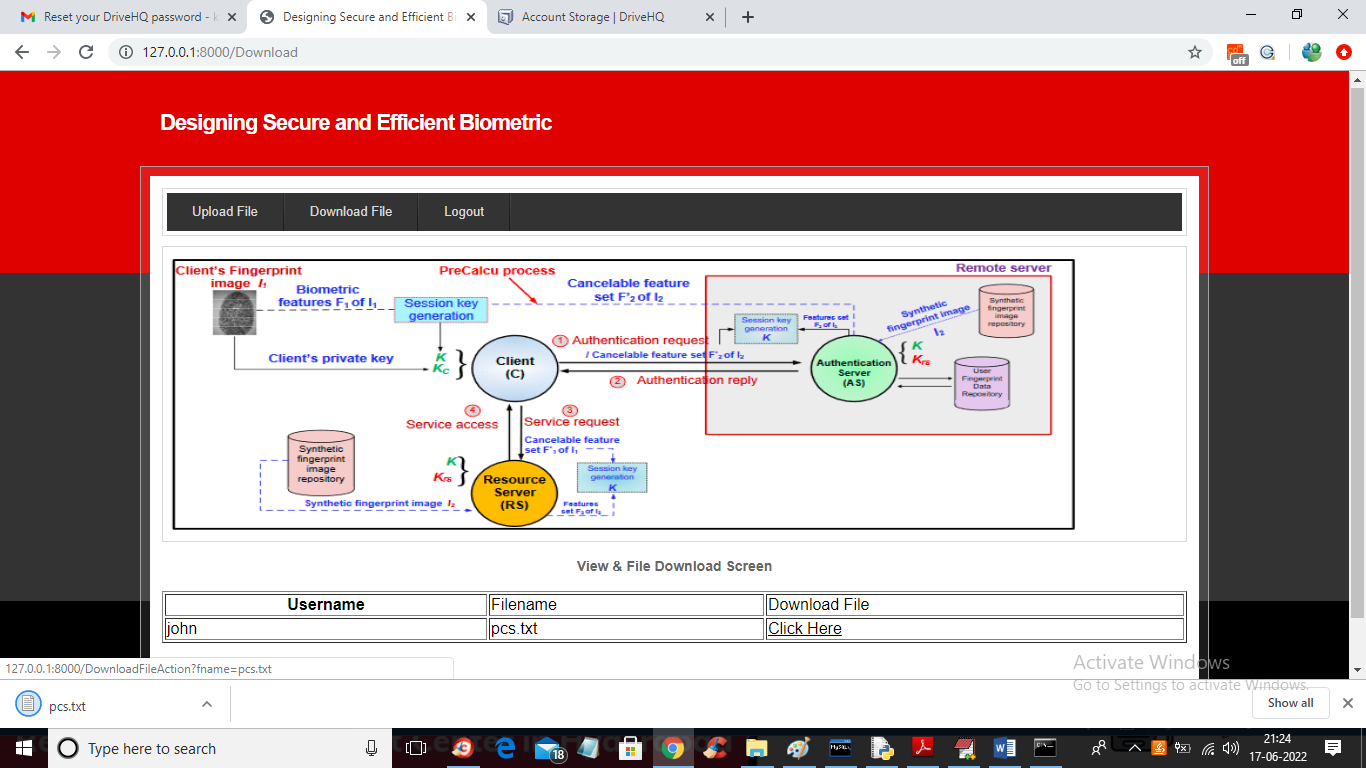 Reset your DriveHQ password - k
Designing Secure and Efficient Bi
Account Storage | DriveHQ
127.0.0.1:8000/Download
off
Designing Secure and Efficient Biometric
Upload File
Download File
Logout
Client's Fingerprint
image I₁
PreCalcu process
Remote server
Biometric
features F₁ of I₁
Session key
generation
Cancelable feature
set F'₂ of I₂
Synthetic
fingerprint image
I₂
Synthetic
fingerprint
image
repository
Session key
generation
K
Features set
F₂ of I₂
Client's private key
K
K_C
Client
(C)
1 Authentication request
/ Cancelable feature set F'₂ of I₂
2 Authentication reply
Authentication
Server
(AS)
K
K_rs
User
Fingerprint
Data
Repository
4
Service access
3
Service request
Cancelable feature
set F'₁ of I₁
Synthetic
fingerprint
image
repository
K
K_rs
Resource
Server
(RS)
Session key
generation
K
Synthetic fingerprint image I₂
Features
set F₂ of I₂
View & File Download Screen
Username Filename Download File
john pcs.txt Click Here
127.0.0.1:8000/DownloadFileAction?fname=pcs.txt
Activate Windows
Go to Settings to activate Windows.
pcs.txt
Show all
Type here to search
18
21:24
17-06-2022